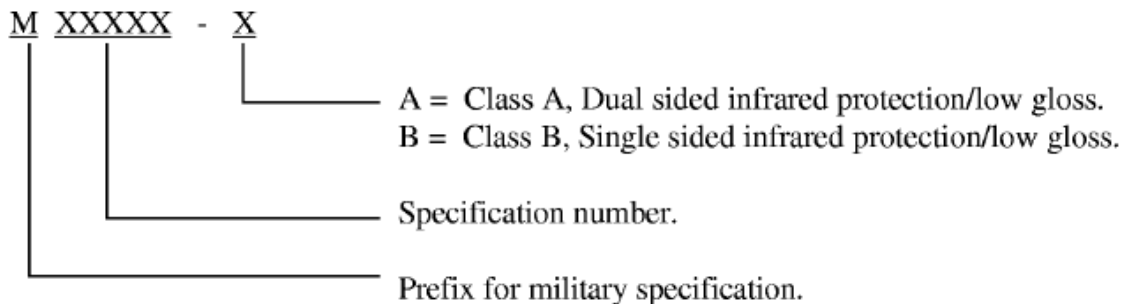 M XXXXX - X
A = Class A, Dual sided infrared protection/low gloss.
B = Class B, Single sided infrared protection/low gloss.
Specification number.
Prefix for military specification.